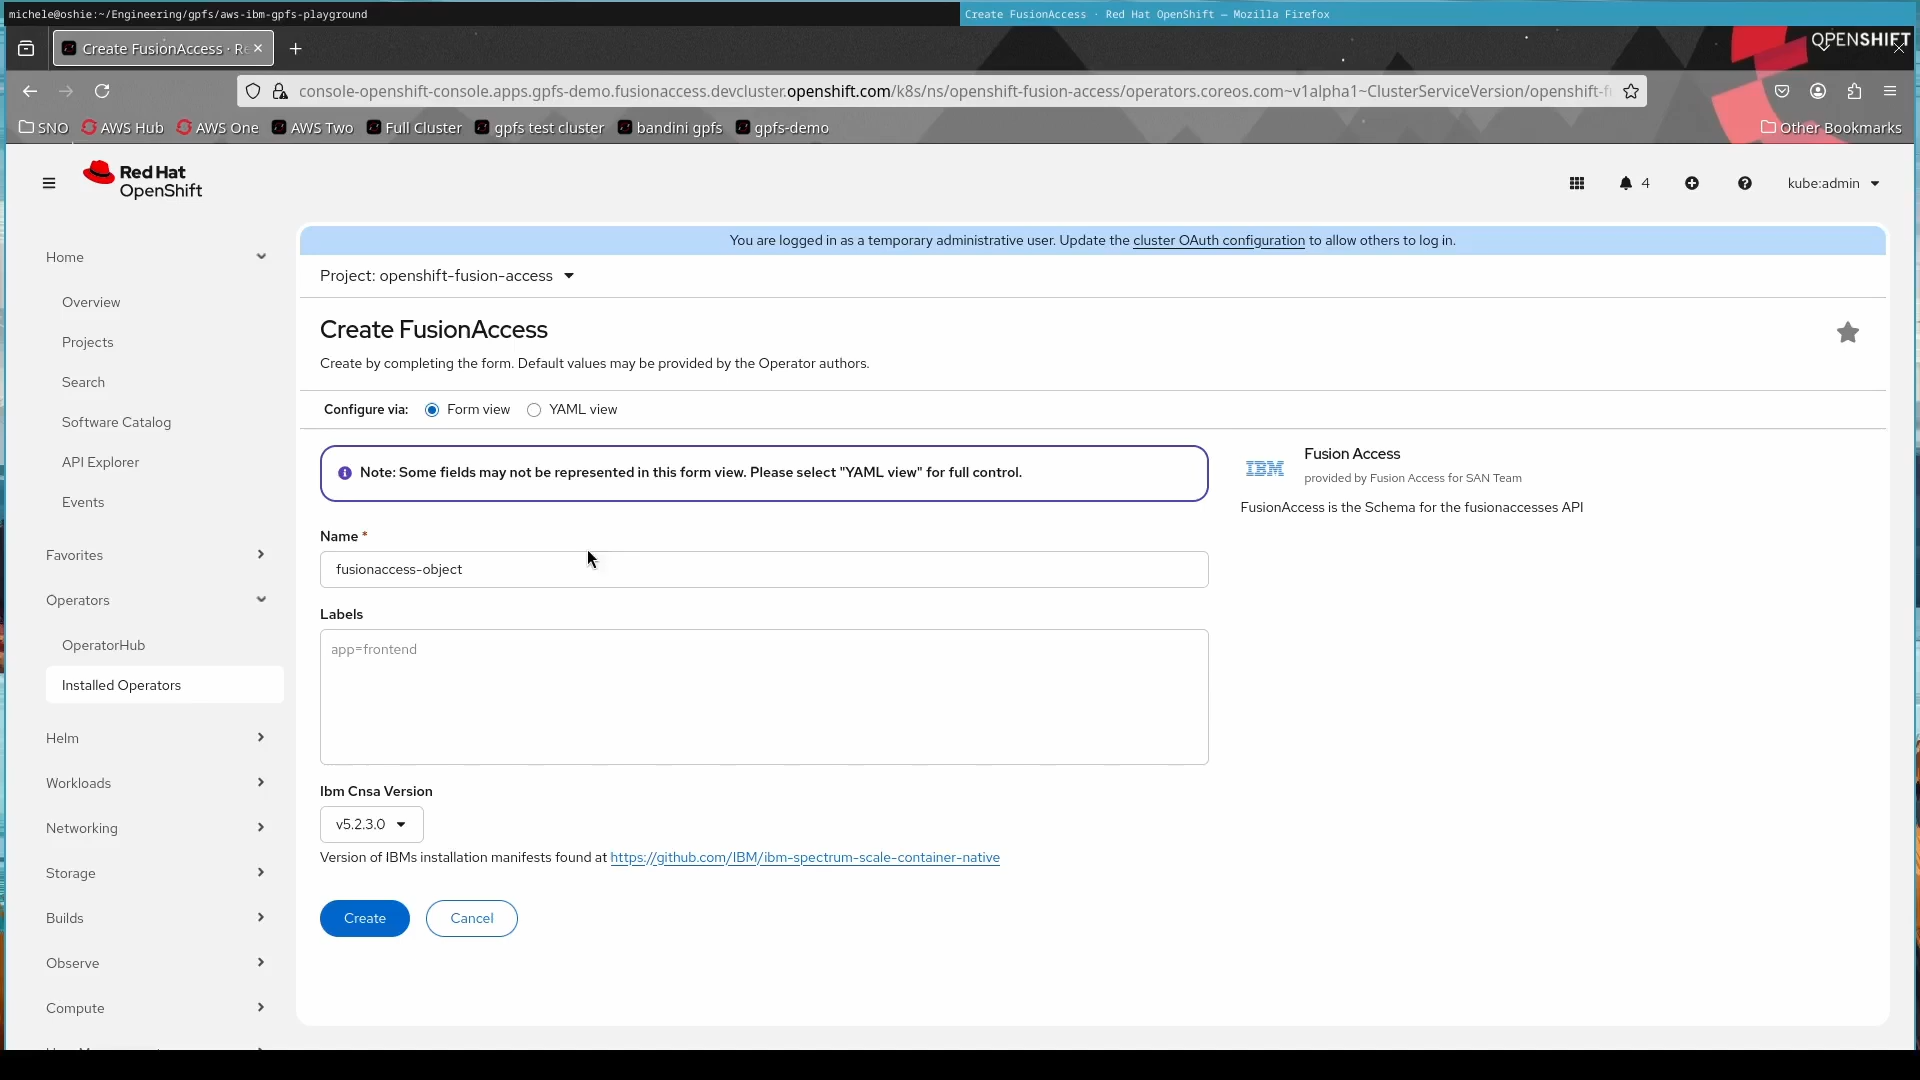 michele@oshie:~/Engineering/gpfs/aws-ibm-gpfs-playground
Create FusionAccess · Red Hat OpenShift — Mozilla Firefox
Create FusionAccess · Re
OPENSHIFT
console-openshift-console.apps.gpfs-demo.fusionaccess.devcluster.openshift.com/k8s/ns/openshift-fusion-access/operators.coreos.com~v1alpha1~ClusterServiceVersion/openshift-f
SNO
AWS Hub
AWS One
AWS Two
Full Cluster
gpfs test cluster
bandini gpfs
gpfs-demo
Other Bookmarks
Red Hat
OpenShift
4
kube:admin
Home
Overview
Projects
Search
Software Catalog
API Explorer
Events
Favorites
Operators
OperatorHub
Installed Operators
Helm
Workloads
Networking
Storage
Builds
Observe
Compute
You are logged in as a temporary administrative user. Update the cluster OAuth configuration to allow others to log in.
Project: openshift-fusion-access
Create FusionAccess
Create by completing the form. Default values may be provided by the Operator authors.
Configure via:
Form view
YAML view
Note: Some fields may not be represented in this form view. Please select "YAML view" for full control.
Name *
fusionaccess-object
Labels
app=frontend
Ibm Cnsa Version
v5.2.3.0
Version of IBMs installation manifests found at https://github.com/IBM/ibm-spectrum-scale-container-native
Create
Cancel
IBM
Fusion Access
provided by Fusion Access for SAN Team
FusionAccess is the Schema for the fusionaccesses API